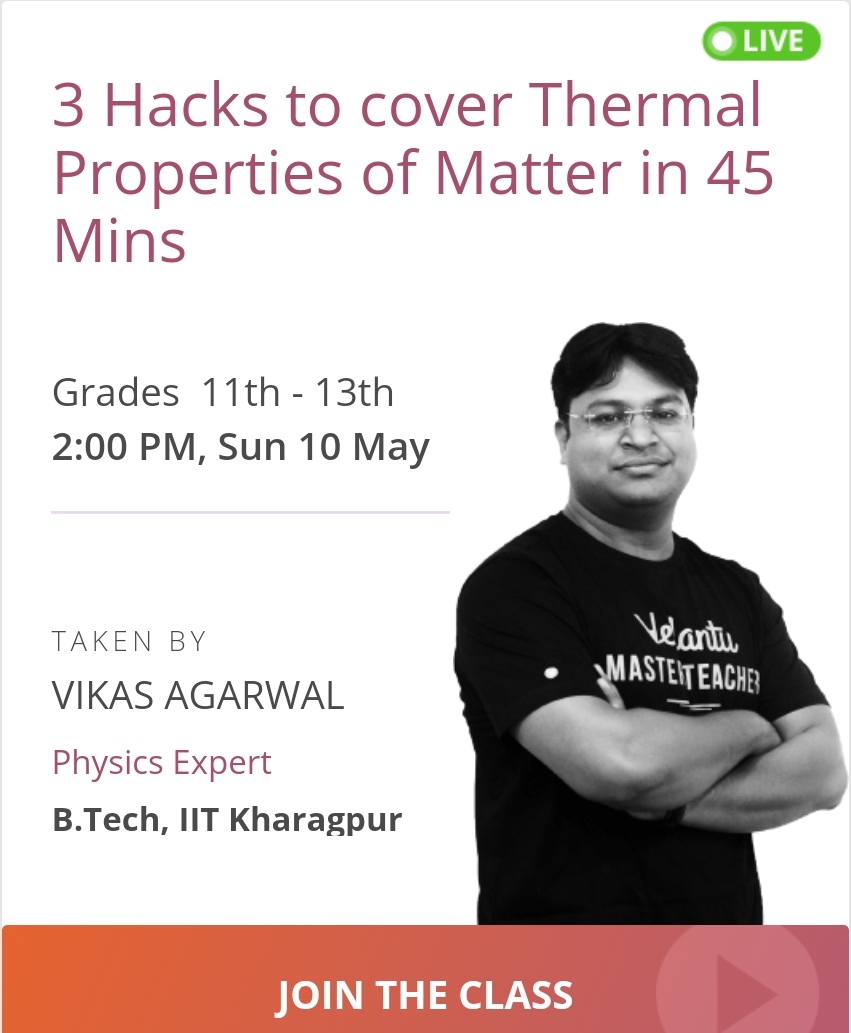 LIVE
3 Hacks to cover Thermal
Properties of Matter in 45
Mins
Grades 11th - 13th
2:00 PM, Sun 10 May
TAKEN BY
VIKAS AGARWAL
Physics Expert
B.Tech, IIT Kharagpur
Vedantu
MASTER TEACHER
JOIN THE CLASS